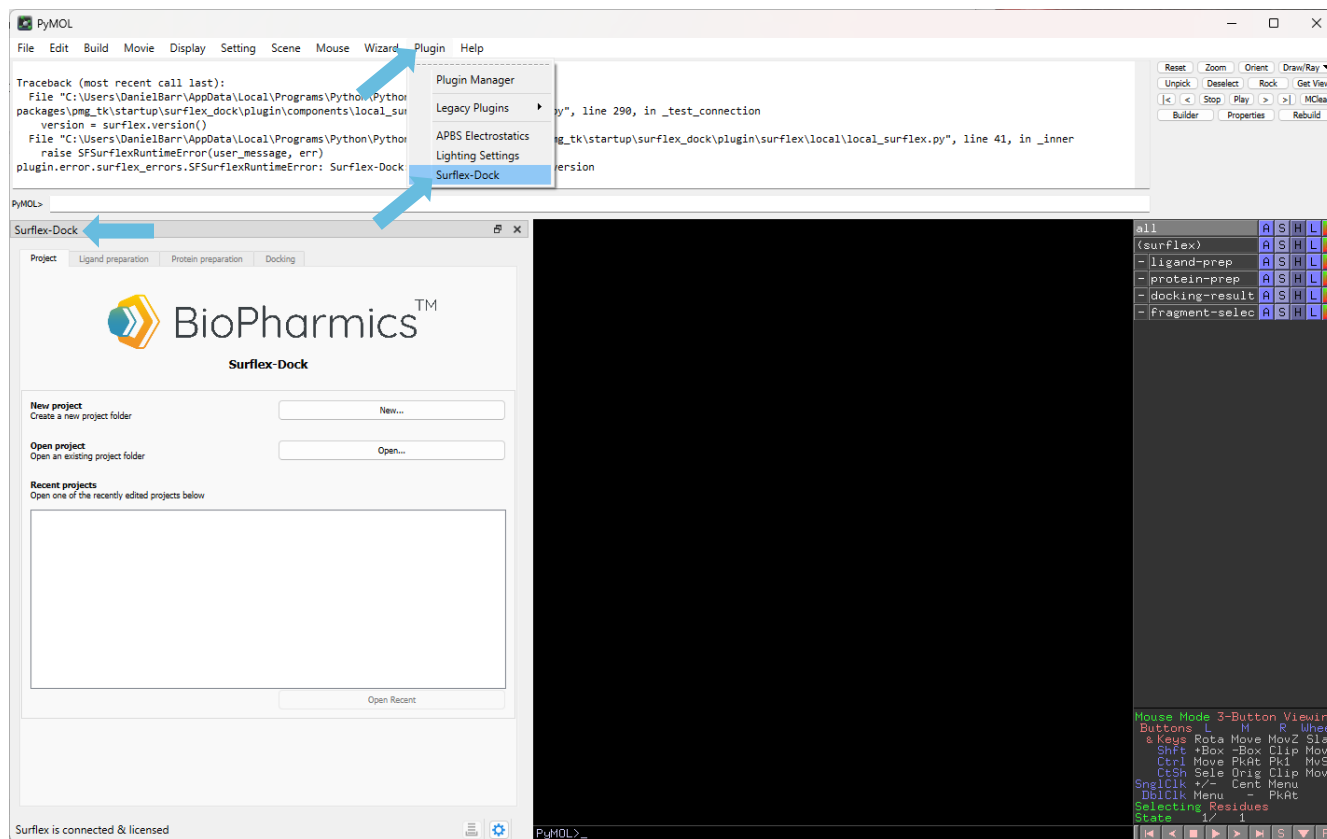 PyMOL
File Edit Build Movie Display Setting Scene Mouse Wizard Plugin Help
Traceback (most recent call last):
File "C:\Users\DanielBarr\AppData\Local\Programs\Python\Pytho
packages\pmg_tk\startup\surflex_dock\plugin\components\local_sur py", line 290, in _test_connection
version = surflex.version()
File "C:\Users\DanielBarr\AppData\Local\Programs\Python\Pytho mg_tk\startup\surflex_dock\plugin\surflex\local\local_surflex.py", line 41, in _inner
raise SFSurflexRuntimeError(user_message, err)
plugin.error.surflex_errors.SFSurflexRuntimeError: Surflex-Dock version
Plugin Manager
Legacy Plugins
APBS Electrostatics
Lighting Settings
Surflex-Dock
Reset Zoom Orient Draw/Ray
Unpick Deselect Rock Get View
|< < Stop Play > >| MClea
Builder Properties Rebuild
PyMOL>
Surflex-Dock
Project Ligand preparation Protein preparation Docking
BioPharmics™
Surflex-Dock
New project
Create a new project folder
New...
Open project
Open an existing project folder
Open...
Recent projects
Open one of the recently edited projects below
Open Recent
Surflex is connected & licensed
all A S H L
(surflex) A S H L
- ligand-prep A S H L
- protein-prep A S H L
- docking-result A S H L
- fragment-selec A S H L
Mouse Mode 3-Button Viewin
Buttons L M R Whee
& Keys Rota Move MovZ Sla
Shft +Box -Box Clip Mov
Ctrl Move PkAt Pk1 MvS
CtSh Sele Orig Clip Mov
SnglClk +/- Cent Menu
DblClk Menu - PkAt
Selecting Residues
State 1/ 1
PyMOL>_
S